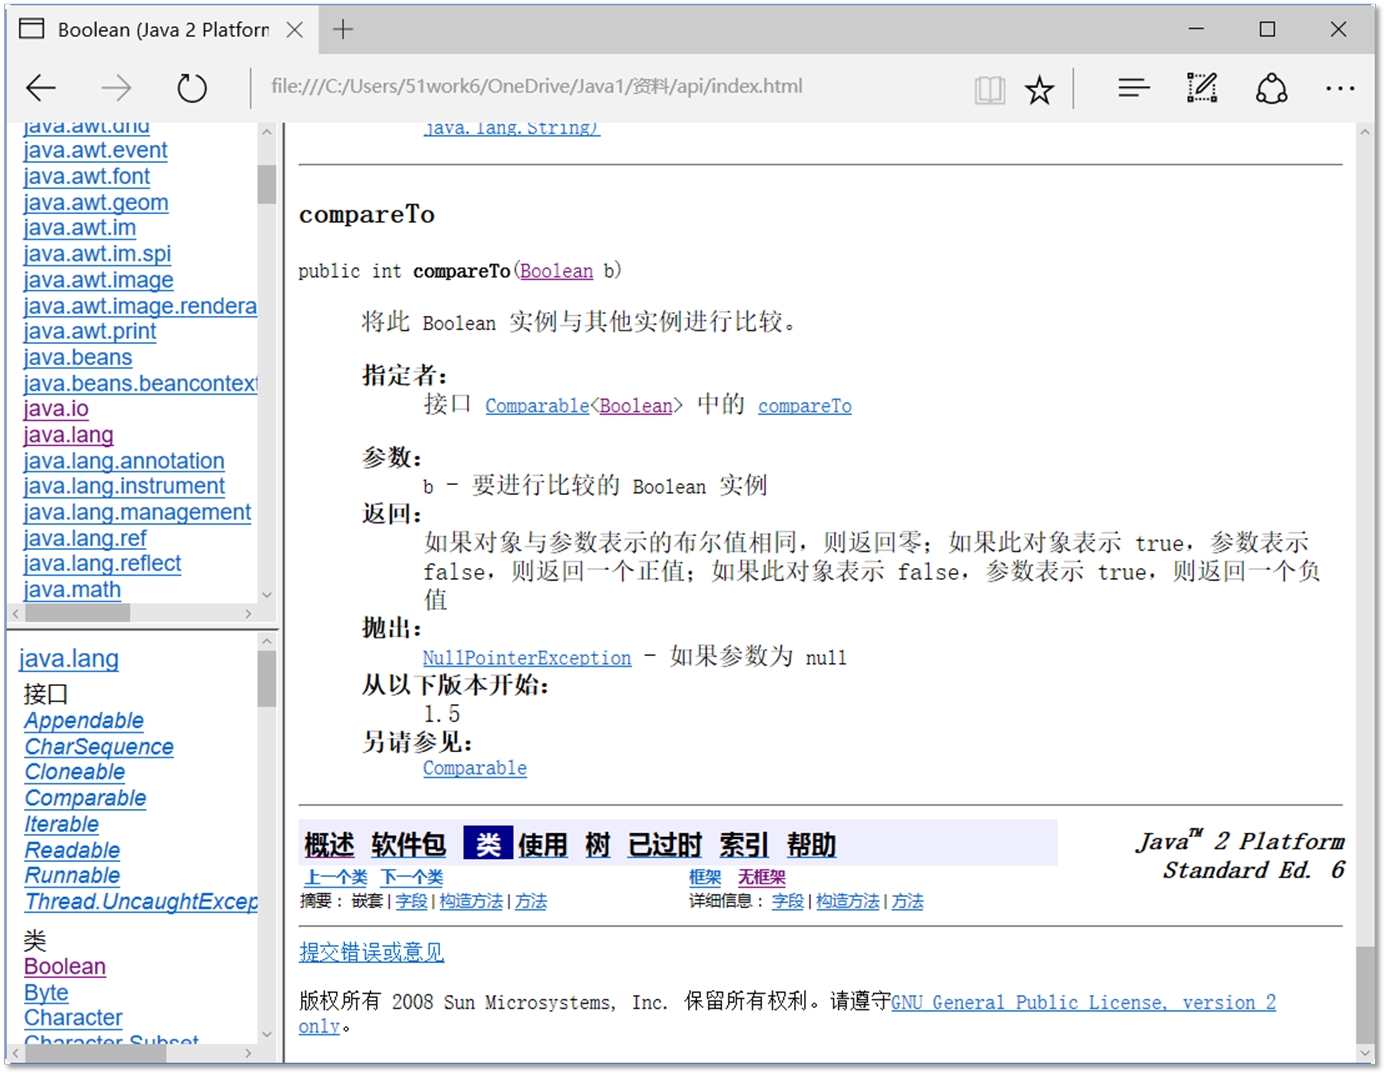 Boolean (Java 2 Platforn
file:///C:/Users/51work6/OneDrive/Java1/资料/api/index.html
java.awt.dnd
java.awt.event
java.awt.font
java.awt.geom
java.awt.im
java.awt.im.spi
java.awt.image
java.awt.image.rendera
java.awt.print
java.beans
java.beans.beancontext
java.io
java.lang
java.lang.annotation
java.lang.instrument
java.lang.management
java.lang.ref
java.lang.reflect
java.math
java.lang
接口
Appendable
CharSequence
Cloneable
Comparable
Iterable
Readable
Runnable
Thread.UncaughtExcep
类
Boolean
Byte
Character
Character.Subset
java.lang.String)
compareTo
public int compareTo(Boolean b)
将此 Boolean 实例与其他实例进行比较。
指定者：
接口 Comparable<Boolean> 中的 compareTo
参数：
b - 要进行比较的 Boolean 实例
返回：
如果对象与参数表示的布尔值相同，则返回零；如果此对象表示 true，参数表示
false，则返回一个正值；如果此对象表示 false，参数表示 true，则返回一个负
值
抛出：
NullPointerException - 如果参数为 null
从以下版本开始：
1.5
另请参见：
Comparable
概述 软件包 类 使用 树 已过时 索引 帮助
Java™ 2 Platform
Standard Ed. 6
上一个类 下一个类 框架 无框架
摘要： 嵌套 | 字段 | 构造方法 | 方法 详细信息： 字段 | 构造方法 | 方法
提交错误或意见
版权所有 2008 Sun Microsystems, Inc. 保留所有权利。请遵守GNU General Public License, version 2
only。